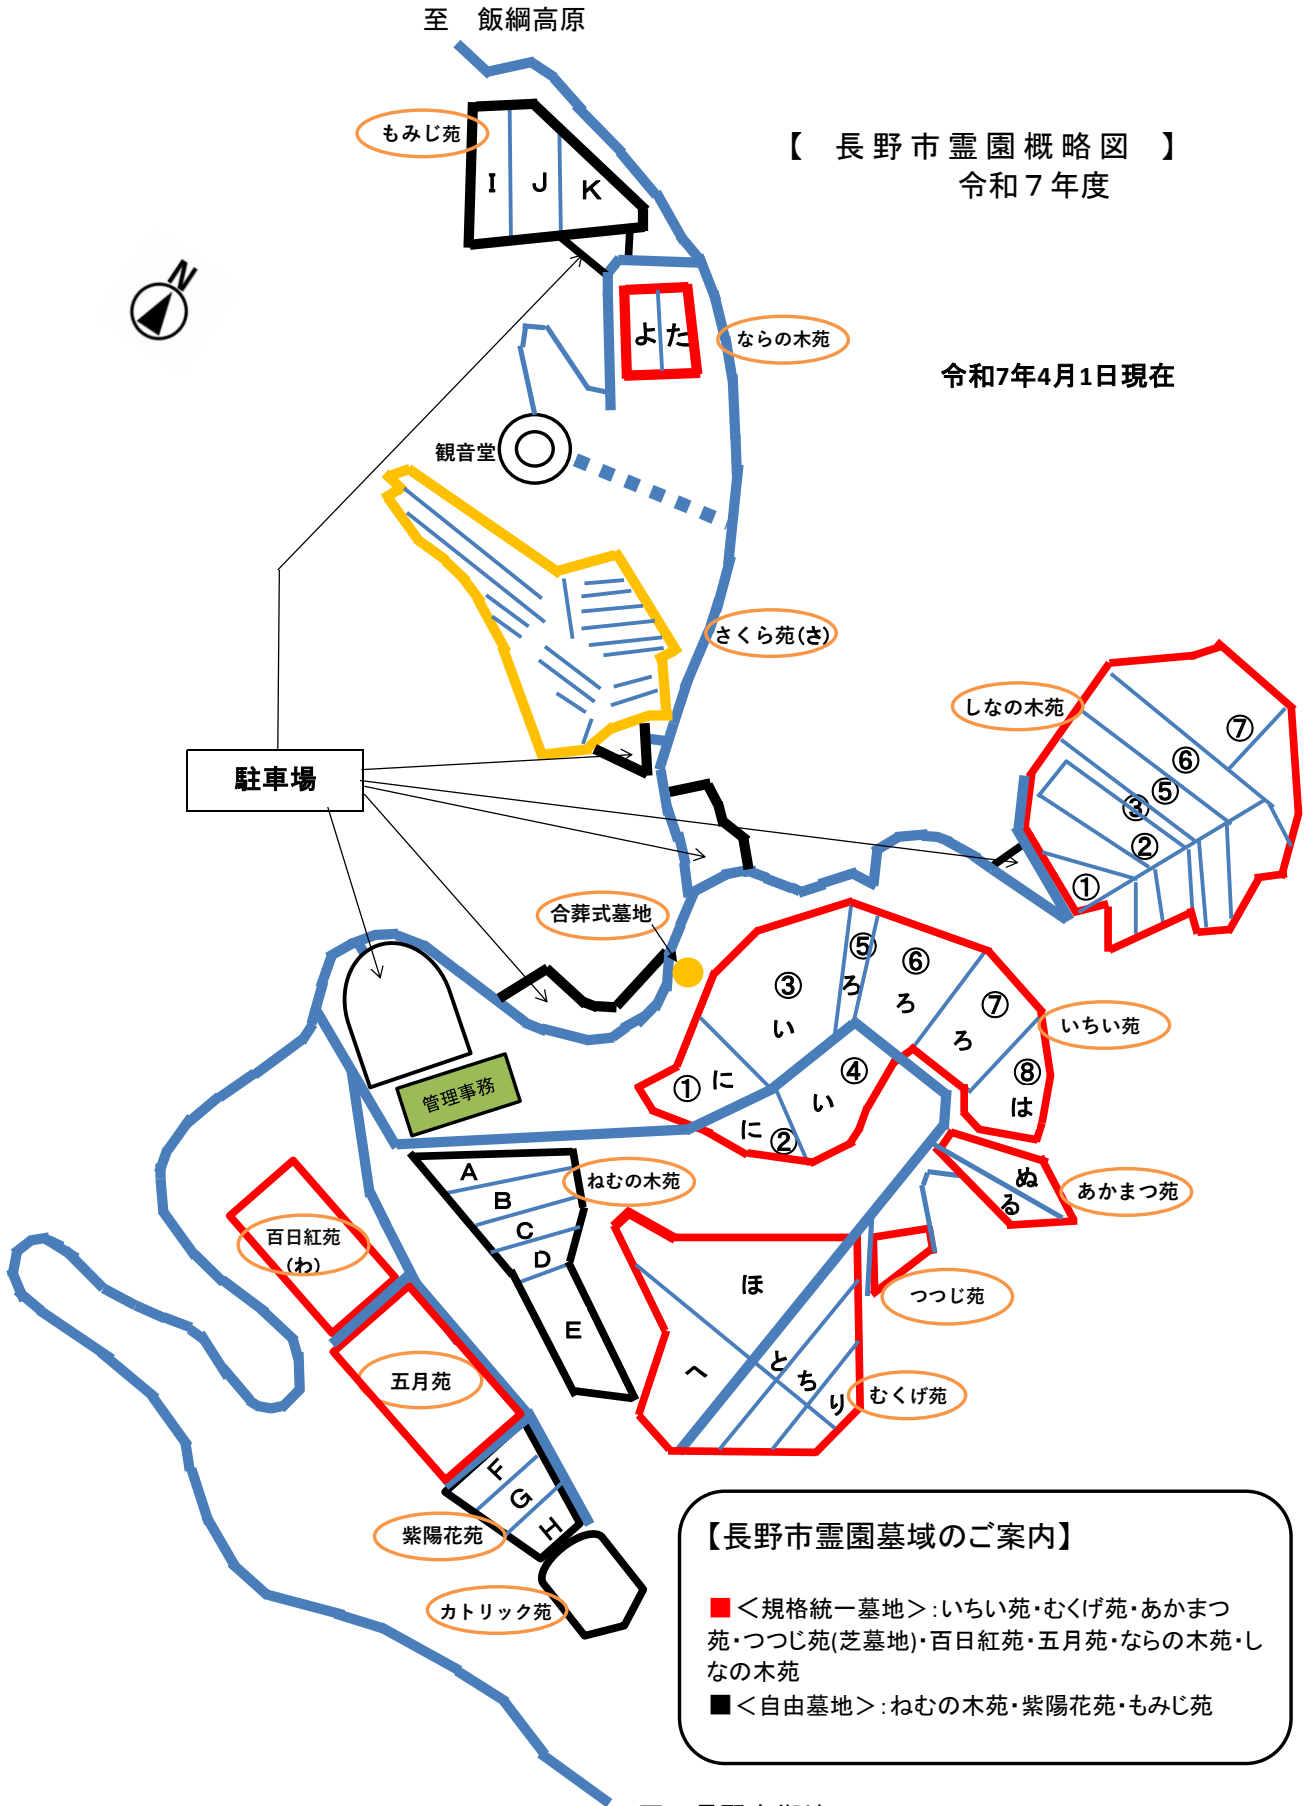 至　飯綱高原
もみじ苑
I
J
K
【　長野市霊園概略図　】
令和７年度
N
よ
た
ならの木苑
令和7年4月1日現在
観音堂
さくら苑(さ)
しなの木苑
⑦
⑥
⑤
③
②
①
駐車場
合葬式墓地
⑤
ろ
⑥
ろ
③
い
⑦
ろ
いちい苑
④
い
⑧
は
①
に
に
②
管理事務
A
B
C
D
E
ねむの木苑
ぬ
る
あかまつ苑
百日紅苑
(わ)
ほ
つつじ苑
へ
と
ち
り
むくげ苑
五月苑
F
G
H
紫陽花苑
カトリック苑
【長野市霊園墓域のご案内】
■＜規格統一墓地＞:いちい苑・むくげ苑・あかまつ
苑・つつじ苑(芝墓地)・百日紅苑・五月苑・ならの木苑・し
なの木苑
■＜自由墓地＞:ねむの木苑・紫陽花苑・もみじ苑